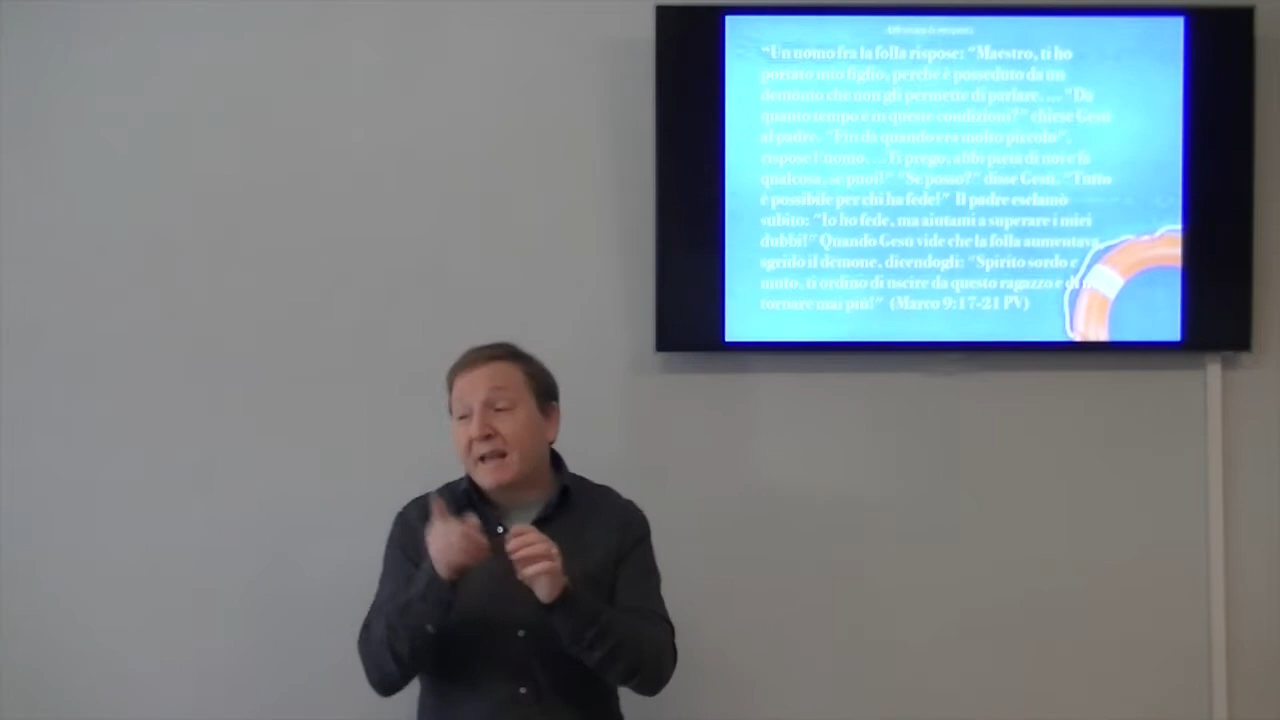 “Un uomo fra la folla rispose: “Maestro, ti ho
portato mio figlio, perché è posseduto da un
demonio che non gli permette di parlare.... “Da
quanto tempo è in queste condizioni?” chiese Gesù
al padre. “Fin da quando era molto piccolo”,
rispose l'uomo. ... Ti prego, abbi pietà di noi e fa
qualcosa, se puoi!” “Se posso?” disse Gesù. “Tutto
è possibile per chi ha fede!” Il padre esclamò
subito: “Io ho fede, ma aiutami a superare i miei
dubbi!” Quando Gesù vide che la folla aumentava
sgridò il demone, dicendogli: “Spirito sordo e
muto, ti ordino di uscire da questo ragazzo e di
tornare mai più!” (Marco 9:17-21 PV)